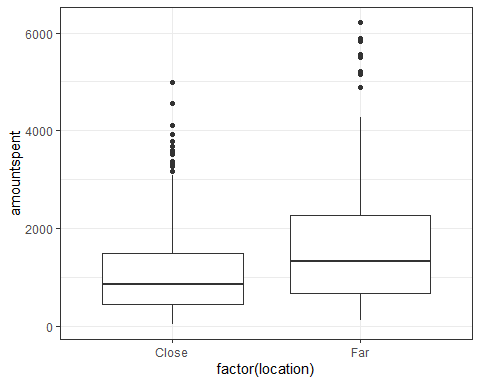 6000
4000
2000
0
amountspent
Close
Far
factor(location)